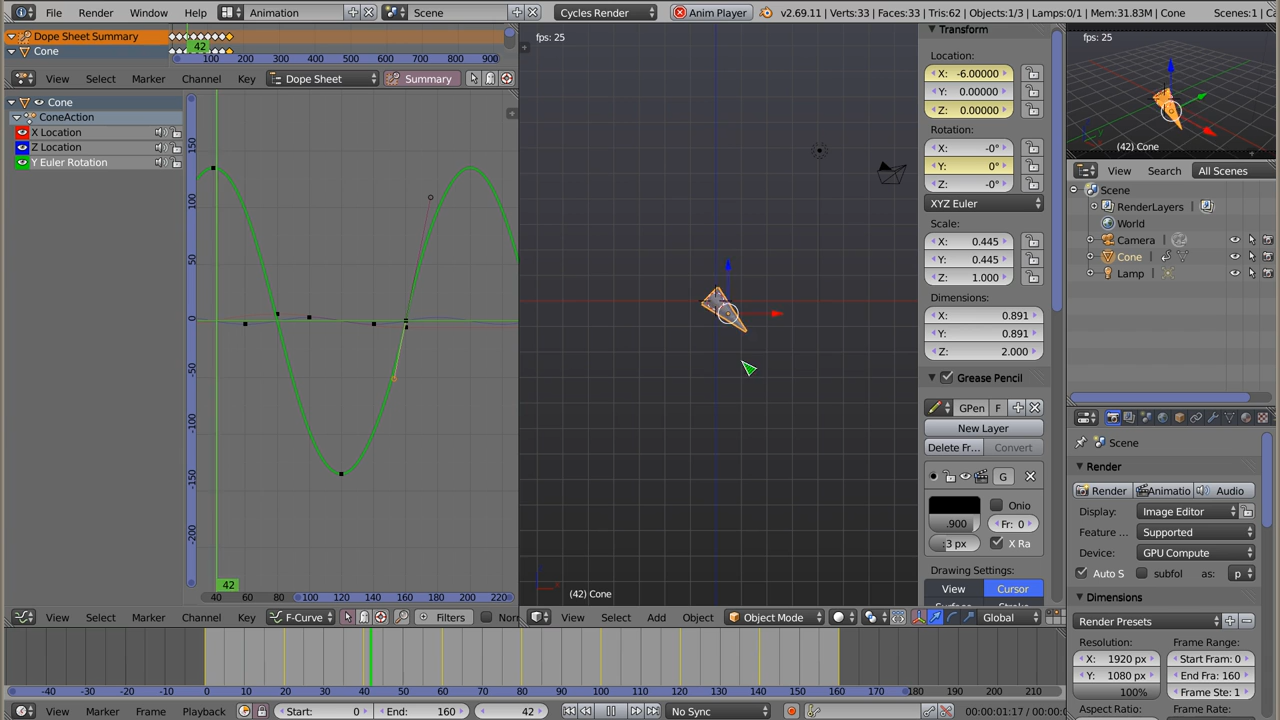 File Render Window Help Animation Scene Cycles Render Anim Player v2.69.11 | Verts:33 | Faces:33 | Tris:62 | Objects:1/3 | Lamps:0/1 | Mem:31.83M | Cone Scenes:1 | Ca
Dope Sheet Summary
Cone
42
100 200 300 400 500 600 700 800 900
View Select Marker Channel Key Dope Sheet Summary
Cone
ConeAction
X Location
Z Location
Y Euler Rotation
150
100
50
0
-50
-100
-150
-200
42
40 60 80 100 120 140 160 180 200 220
View Select Marker Channel Key F-Curve Filters Nor
fps: 25
(42) Cone
View Select Add Object Object Mode Global
Transform
Location:
X: -6.00000
Y: 0.00000
Z: 0.00000
Rotation:
X: -0°
Y: 0°
Z: -0°
XYZ Euler
Scale:
X: 0.445
Y: 0.445
Z: 1.000
Dimensions:
X: 0.891
Y: 0.891
Z: 2.000
Grease Pencil
GPen F
New Layer
Delete Fr... Convert
G
Onio
.900 Fr: 0
3 px X Ra
Drawing Settings:
View Cursor
fps: 25
(42) Cone
View Search All Scenes
Scene
RenderLayers
World
Camera
Cone
Lamp
Scene
Render
Render Animatio Audio
Display: Image Editor
Feature ... Supported
Device: GPU Compute
Auto S subfol as: p
Dimensions
Render Presets
Resolution: Frame Range:
X: 1920 px Start Fram: 0
Y: 1080 px End Fra: 160
100% Frame Ste: 1
Aspect Ratio:
-40 -30 -20 -10 0 10 20 30 40 50 60 70 80 90 100 110 120 130 140 150 160 170 180 190 200 210
View Marker Frame Playback Start: 0 End: 160 42 No Sync 00:00:01:17 / 00:00:0